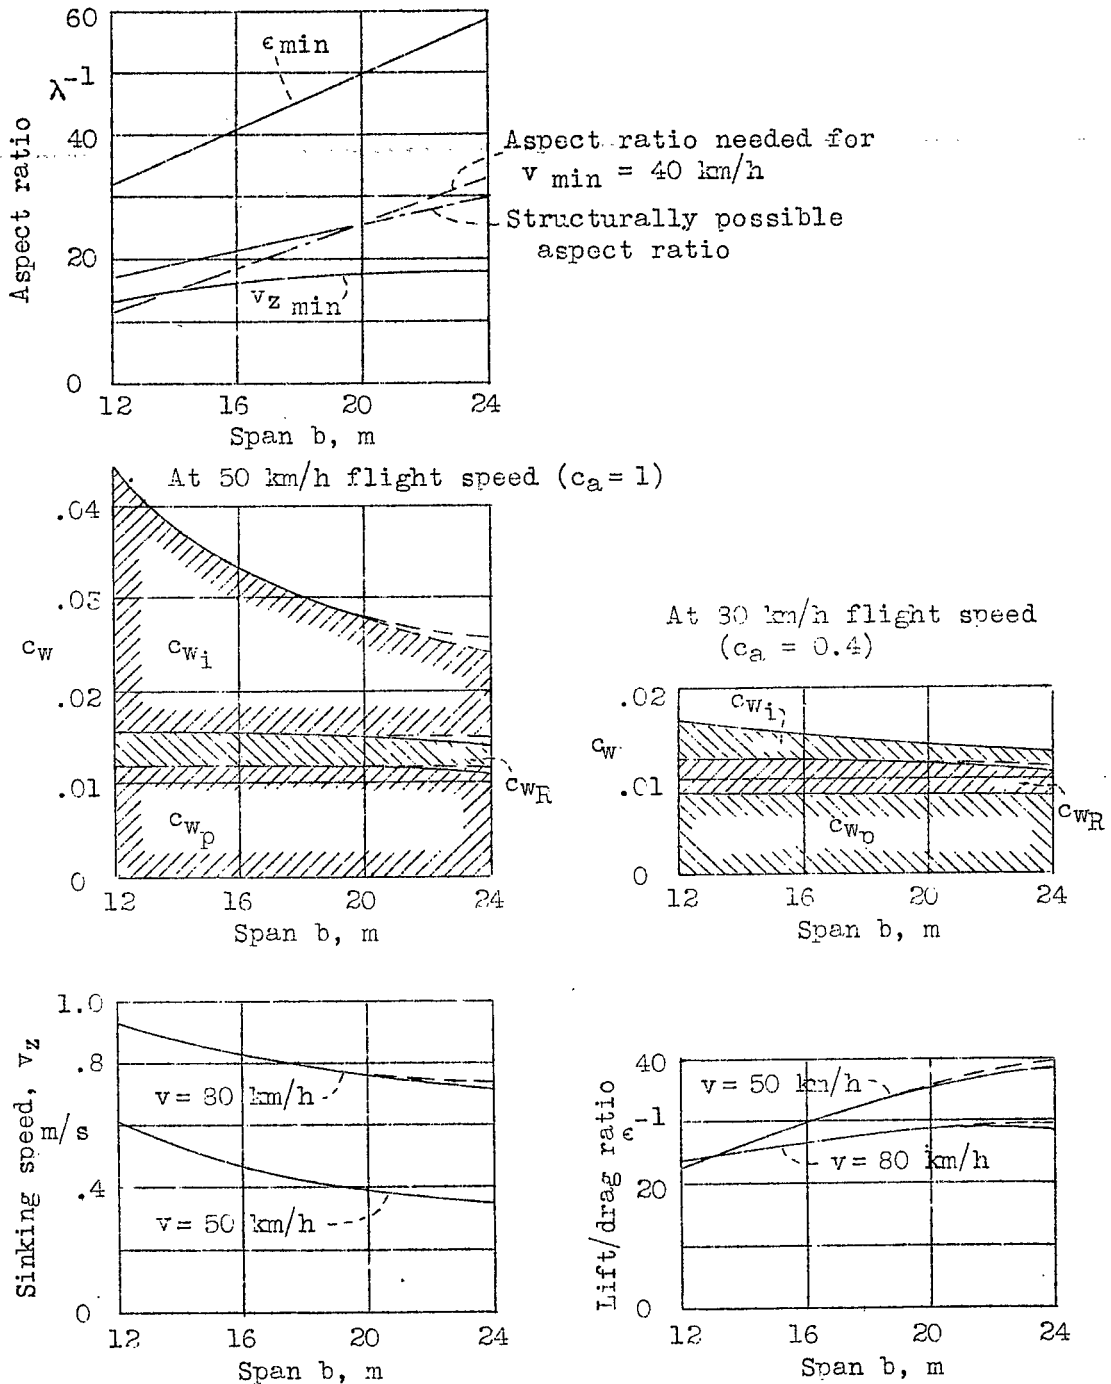 60
εmin
λ-1
40
Aspect ratio needed for
v min = 40 km/h
Structurally possible
aspect ratio
Aspect ratio
20
vz min
0
12 16 20 24
Span b, m
At 50 km/h flight speed (ca = 1)
.04
.03
cw
cwi
.02
.01
cwR
cwp
0
12 16 20 24
Span b, m
At 80 km/h flight speed
(ca = 0.4)
.02
cwi
cw
.01
cwR
cwp
0
12 16 20 24
Span b, m
1.0
.8
v = 80 km/h
Sinking speed, vz
m/s
.4
v = 50 km/h
0
12 16 20 24
Span b, m
40
v = 50 km/h
Lift/drag ratio ε-1
v = 80 km/h
20
0
12 16 20 24
Span b, m